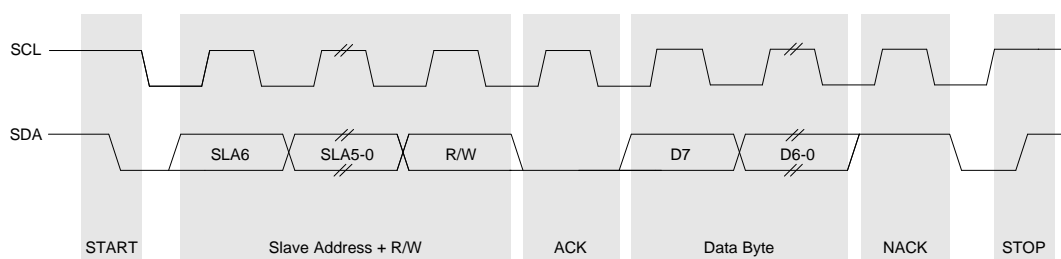 SCL
SDA
SLA6 SLA5-0 R/W D7 D6-0
START Slave Address + R/W ACK Data Byte NACK STOP